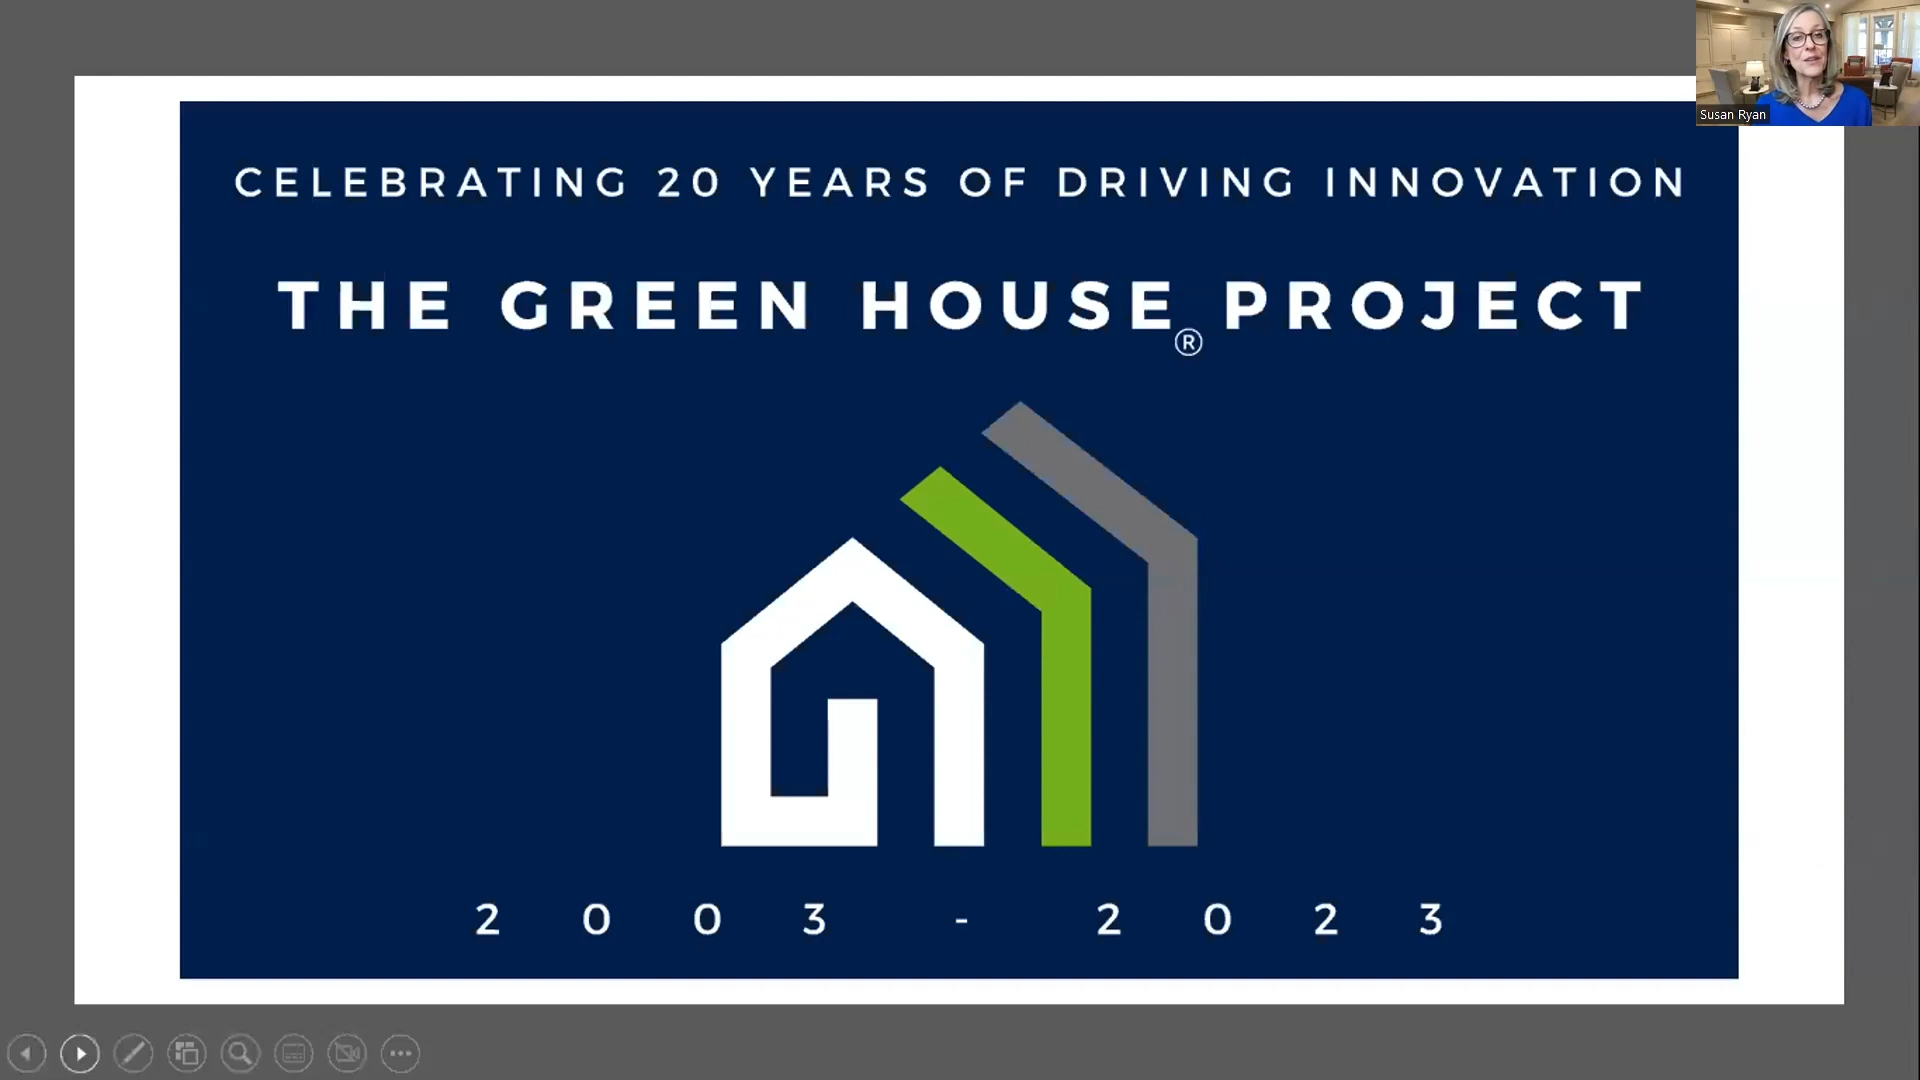 Susan Ryan
CELEBRATING 20 YEARS OF DRIVING INNOVATION
THE GREEN HOUSE® PROJECT
2003 - 2023